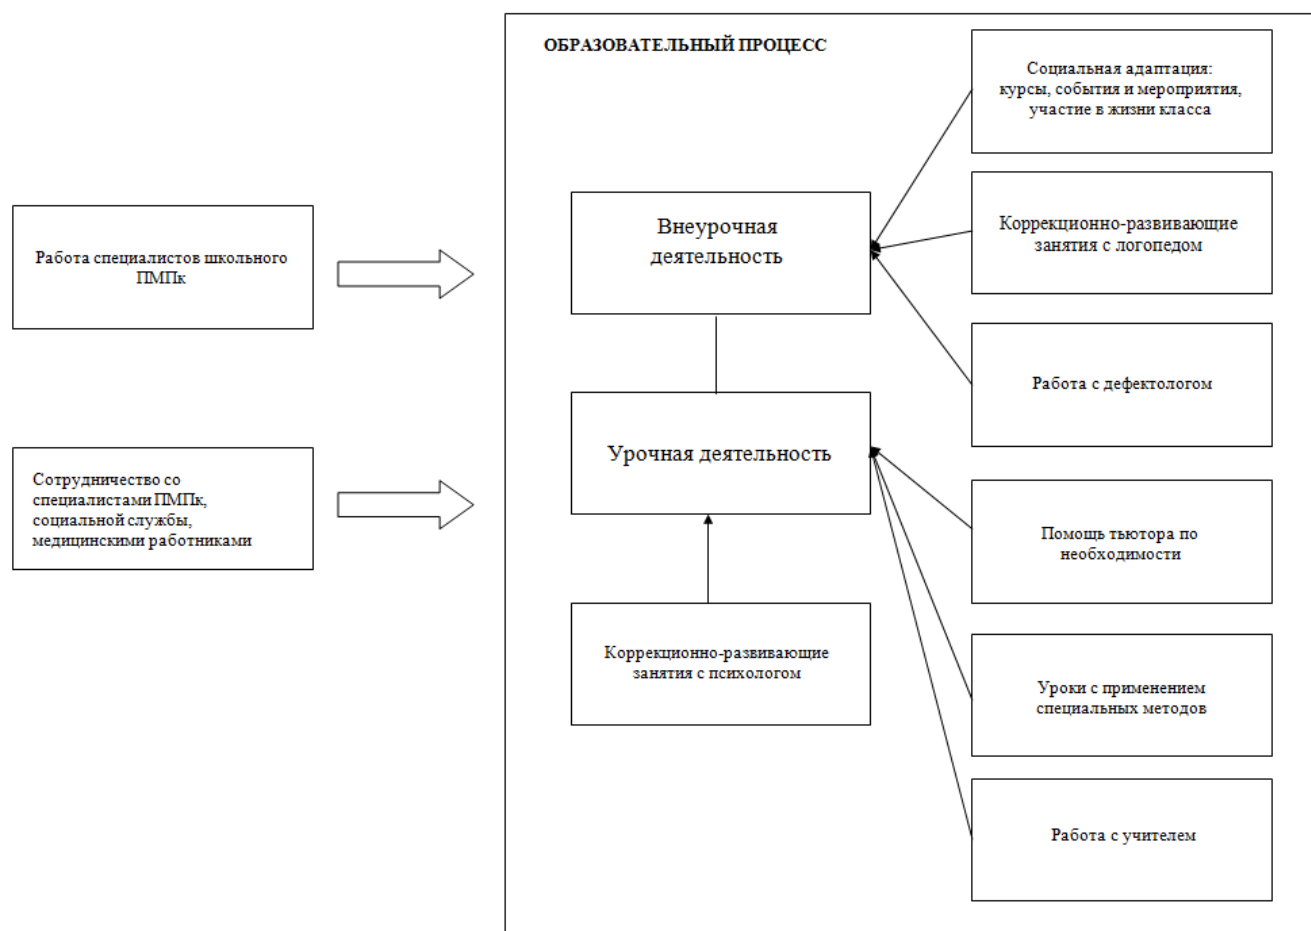 ОБРАЗОВАТЕЛЬНЫЙ ПРОЦЕСС
Социальная адаптация:
курсы, события и мероприятия,
участие в жизни класса
Внеурочная
деятельность
Коррекционно-развивающие
занятия с логопедом
Работа специалистов школьного
ПМПк
Работа с дефектологом
Урочная деятельность
Сотрудничество со
специалистами ПМПк,
социальной службы,
медицинскими работниками
Помощь тьютора по
необходимости
Коррекционно-развивающие
занятия с психологом
Уроки с применением
специальных методов
Работа с учителем